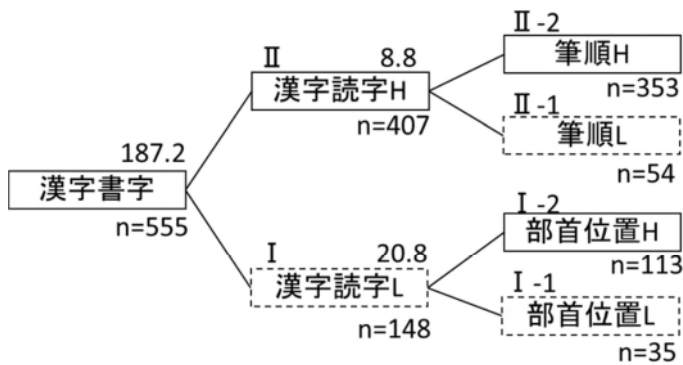 187.2
漢字書字
n=555
Ⅱ 8.8
漢字読字H
n=407
Ⅱ-2
筆順H
n=353
Ⅱ-1
筆順L
n=54
Ⅰ 20.8
漢字読字L
n=148
Ⅰ-2
部首位置H
n=113
Ⅰ-1
部首位置L
n=35